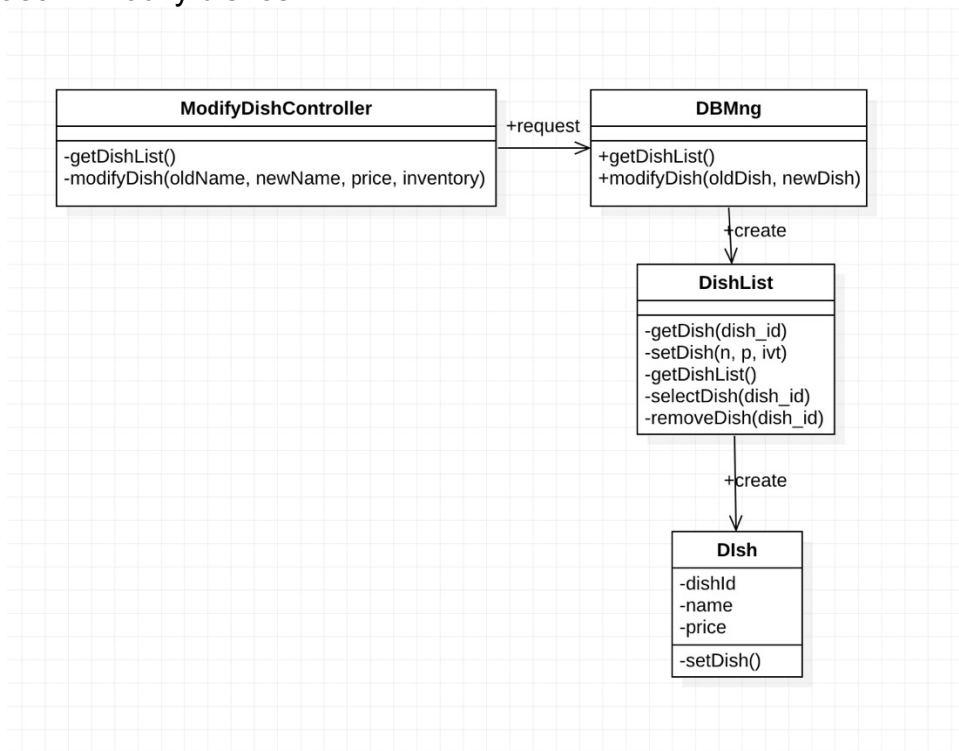 ModifyDishController
-getDishList()
-modifyDish(oldName, newName, price, inventory)
+request
DBMng
+getDishList()
+modifyDish(oldDish, newDish)
+create
DishList
-getDish(dish_id)
-setDish(n, p, ivt)
-getDishList()
-selectDish(dish_id)
-removeDish(dish_id)
+create
DIsh
-dishId
-name
-price
-setDish()